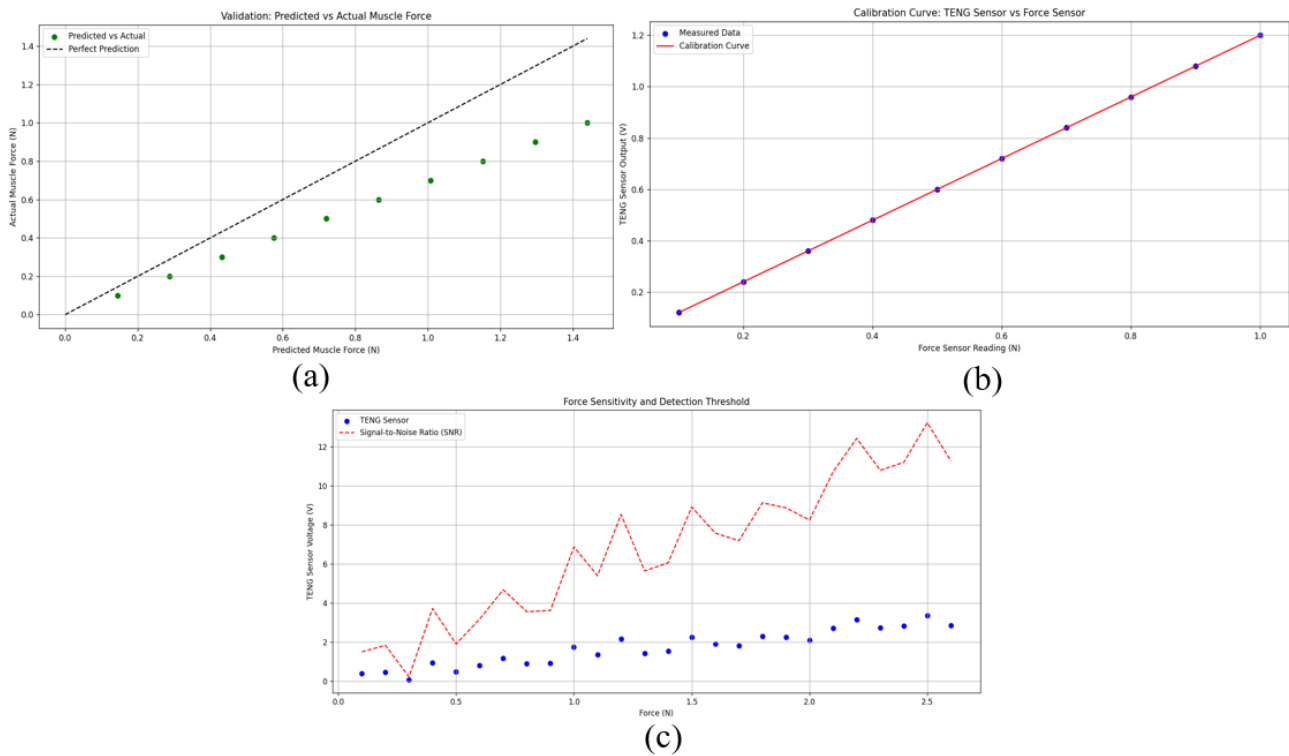 Validation: Predicted vs Actual Muscle Force
Predicted vs Actual
Perfect Prediction
1.4
1.2
1.0
0.8
0.6
0.4
0.2
0.0
Actual Muscle Force (N)
0.0 0.2 0.4 0.6 0.8 1.0 1.2 1.4
Predicted Muscle Force (N)
(a)
Calibration Curve: TENG Sensor vs Force Sensor
Measured Data
Calibration Curve
1.2
1.0
0.8
0.6
0.4
0.2
TENG Sensor Output (V)
0.2 0.4 0.6 0.8 1.0
Force Sensor Reading (N)
(b)
Force Sensitivity and Detection Threshold
TENG Sensor
Signal-to-Noise Ratio (SNR)
12
10
8
6
4
2
0
TENG Sensor Voltage (V)
0.0 0.5 1.0 1.5 2.0 2.5
Force (N)
(c)